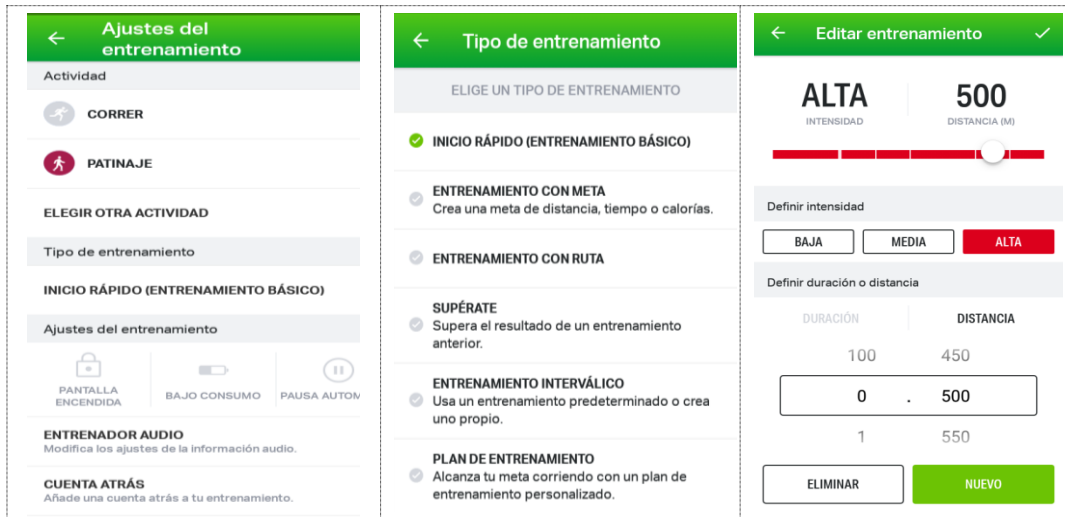 Ajustes del
entrenamiento
Actividad
CORRER
PATINAJE
ELEGIR OTRA ACTIVIDAD
Tipo de entrenamiento
INICIO RÁPIDO (ENTRENAMIENTO BÁSICO)
Ajustes del entrenamiento
PANTALLA
ENCENDIDA
BAJO CONSUMO
PAUSA AUTOM
ENTRENADOR AUDIO
Modifica los ajustes de la información audio.
CUENTA ATRÁS
Añade una cuenta atrás a tu entrenamiento.
Tipo de entrenamiento
ELIGE UN TIPO DE ENTRENAMIENTO
INICIO RÁPIDO (ENTRENAMIENTO BÁSICO)
ENTRENAMIENTO CON META
Crea una meta de distancia, tiempo o calorías.
ENTRENAMIENTO CON RUTA
SUPÉRATE
Supera el resultado de un entrenamiento
anterior.
ENTRENAMIENTO INTERVÁLICO
Usa un entrenamiento predeterminado o crea
uno propio.
PLAN DE ENTRENAMIENTO
Alcanza tu meta corriendo con un plan de
entrenamiento personalizado.
Editar entrenamiento
ALTA 500
INTENSIDAD DISTANCIA (M)
Definir intensidad
BAJA MEDIA ALTA
Definir duración o distancia
DURACIÓN DISTANCIA
100 450
0 . 500
1 550
ELIMINAR NUEVO